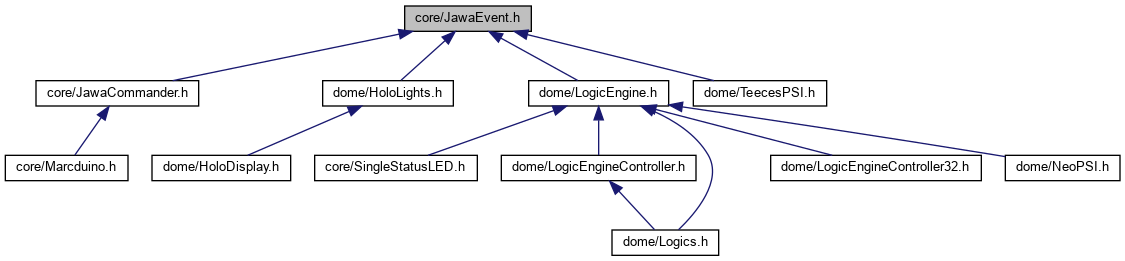 core/JawaEvent.h
core/JawaCommander.h
dome/HoloLights.h
dome/LogicEngine.h
dome/TeecesPSI.h
core/Marcduino.h
dome/HoloDisplay.h
core/SingleStatusLED.h
dome/LogicEngineController.h
dome/LogicEngineController32.h
dome/NeoPSI.h
dome/Logics.h